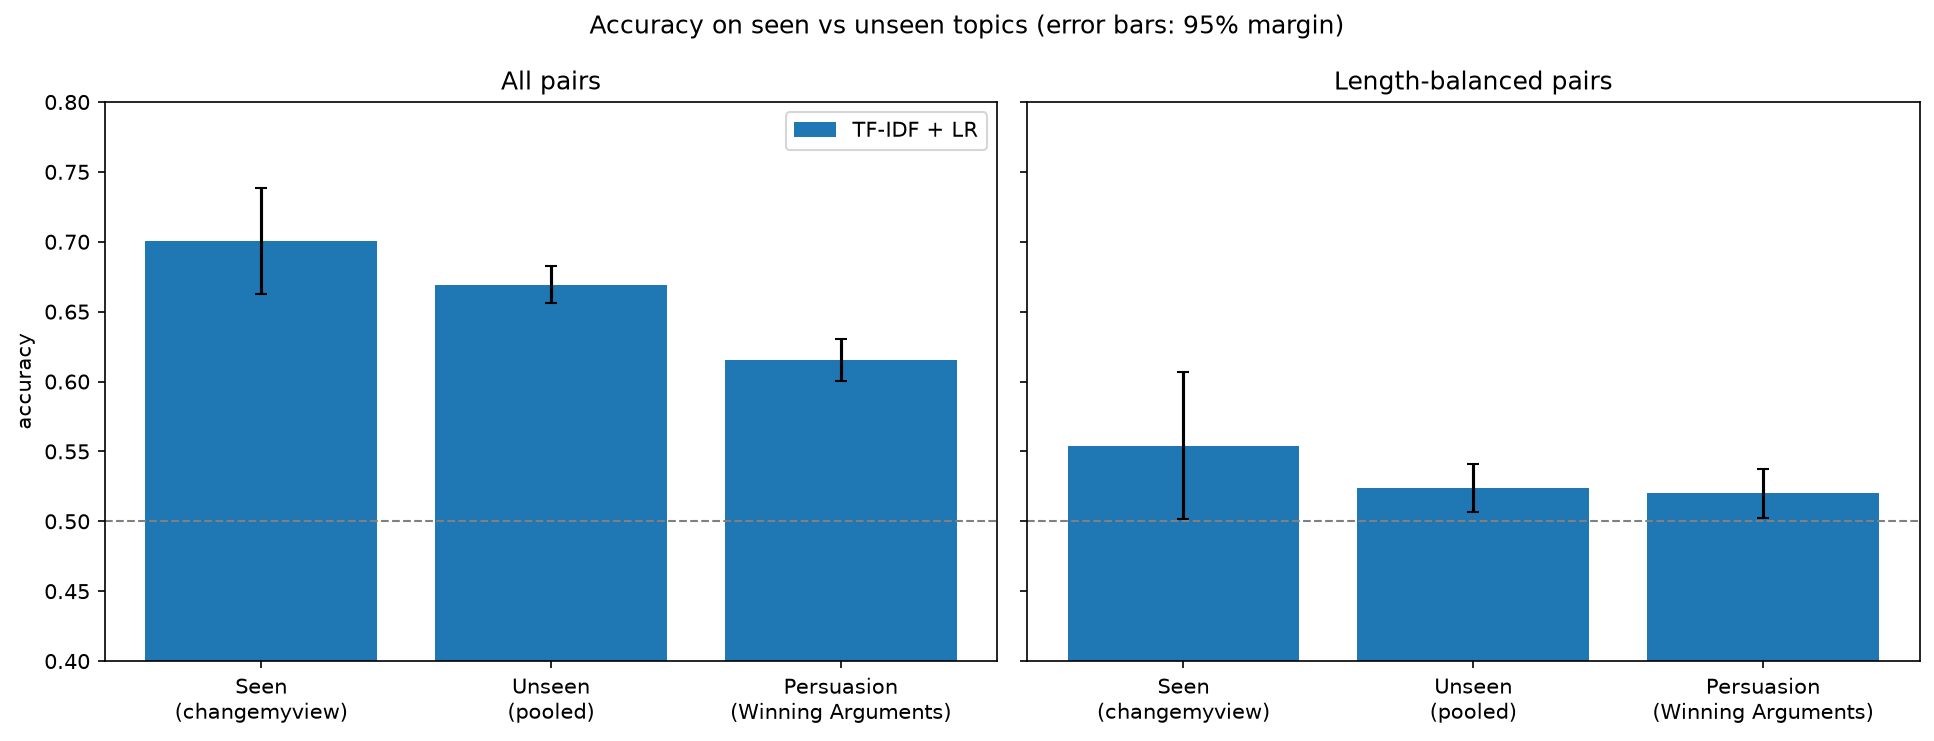 Accuracy on seen vs unseen topics (error bars: 95% margin)
All pairs
Length-balanced pairs
TF-IDF + LR
accuracy
0.80
0.75
0.70
0.65
0.60
0.55
0.50
0.45
0.40
Seen
(changemyview)
Unseen
(pooled)
Persuasion
(Winning Arguments)
Seen
(changemyview)
Unseen
(pooled)
Persuasion
(Winning Arguments)